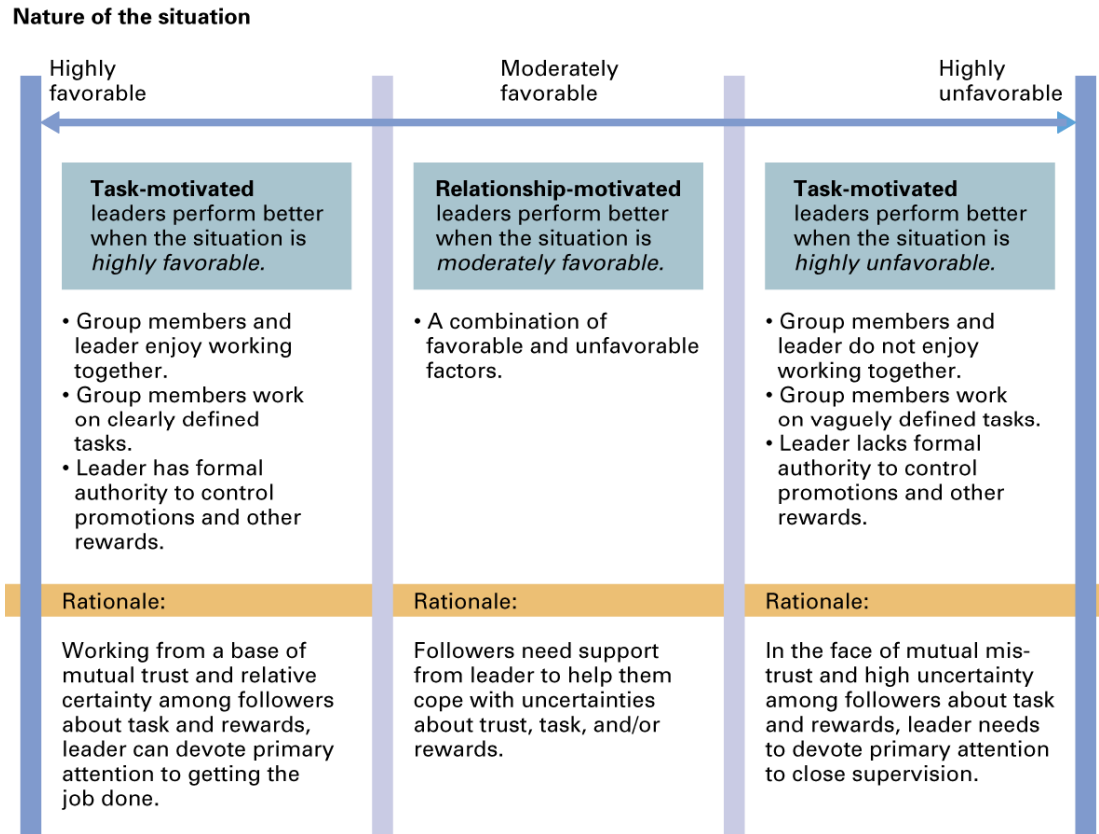 Nature of the situation
Highly
favorable
Moderately
favorable
Highly
unfavorable
Task-motivated
leaders perform better
when the situation is
highly favorable.
• Group members and
leader enjoy working
together.
• Group members work
on clearly defined
tasks.
• Leader has formal
authority to control
promotions and other
rewards.
Relationship-motivated
leaders perform better
when the situation is
moderately favorable.
• A combination of
favorable and unfavorable
factors.
Task-motivated
leaders perform better
when the situation is
highly unfavorable.
• Group members and
leader do not enjoy
working together.
• Group members work
on vaguely defined tasks.
• Leader lacks formal
authority to control
promotions and other
rewards.
Rationale:
Working from a base of
mutual trust and relative
certainty among followers
about task and rewards,
leader can devote primary
attention to getting the
job done.
Rationale:
Followers need support
from leader to help them
cope with uncertainties
about trust, task, and/or
rewards.
Rationale:
In the face of mutual mis-
trust and high uncertainty
among followers about task
and rewards, leader needs
to devote primary attention
to close supervision.